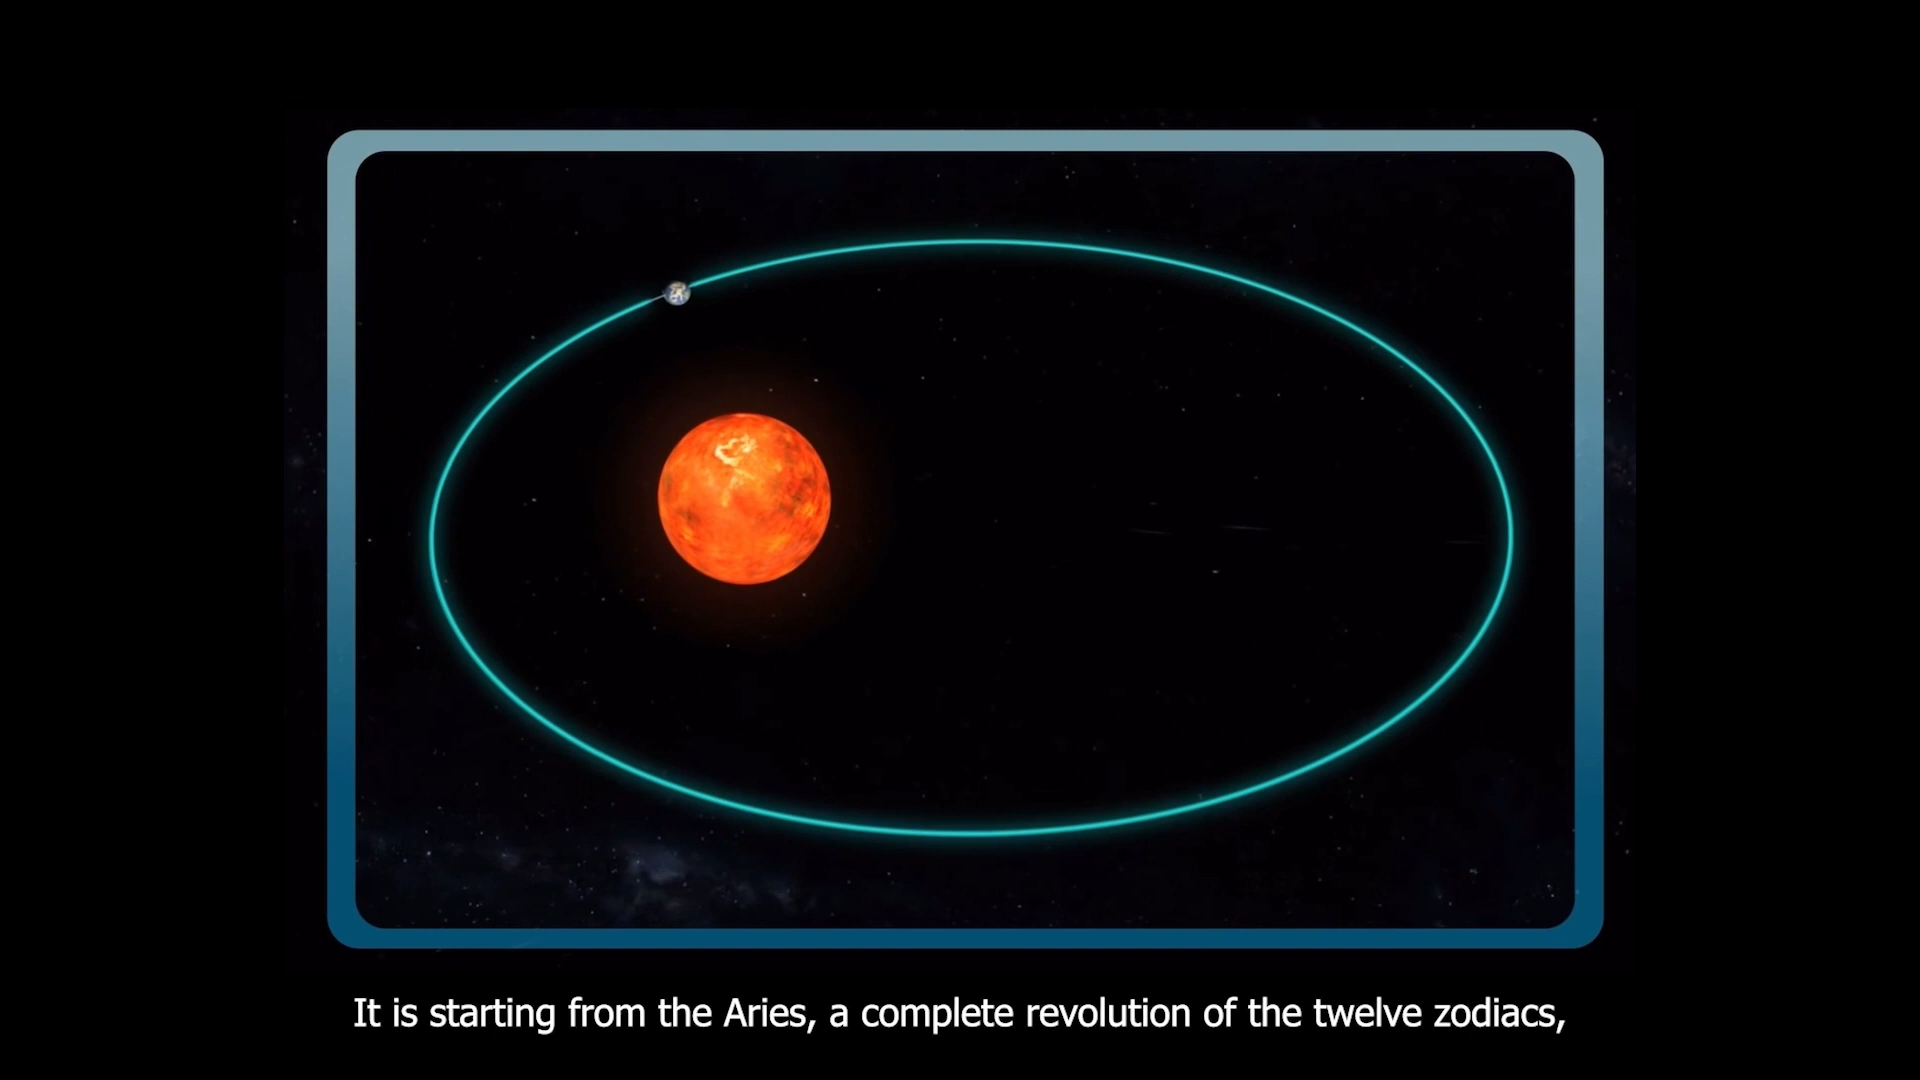 It is starting from the Aries, a complete revolution of the twelve zodiacs,